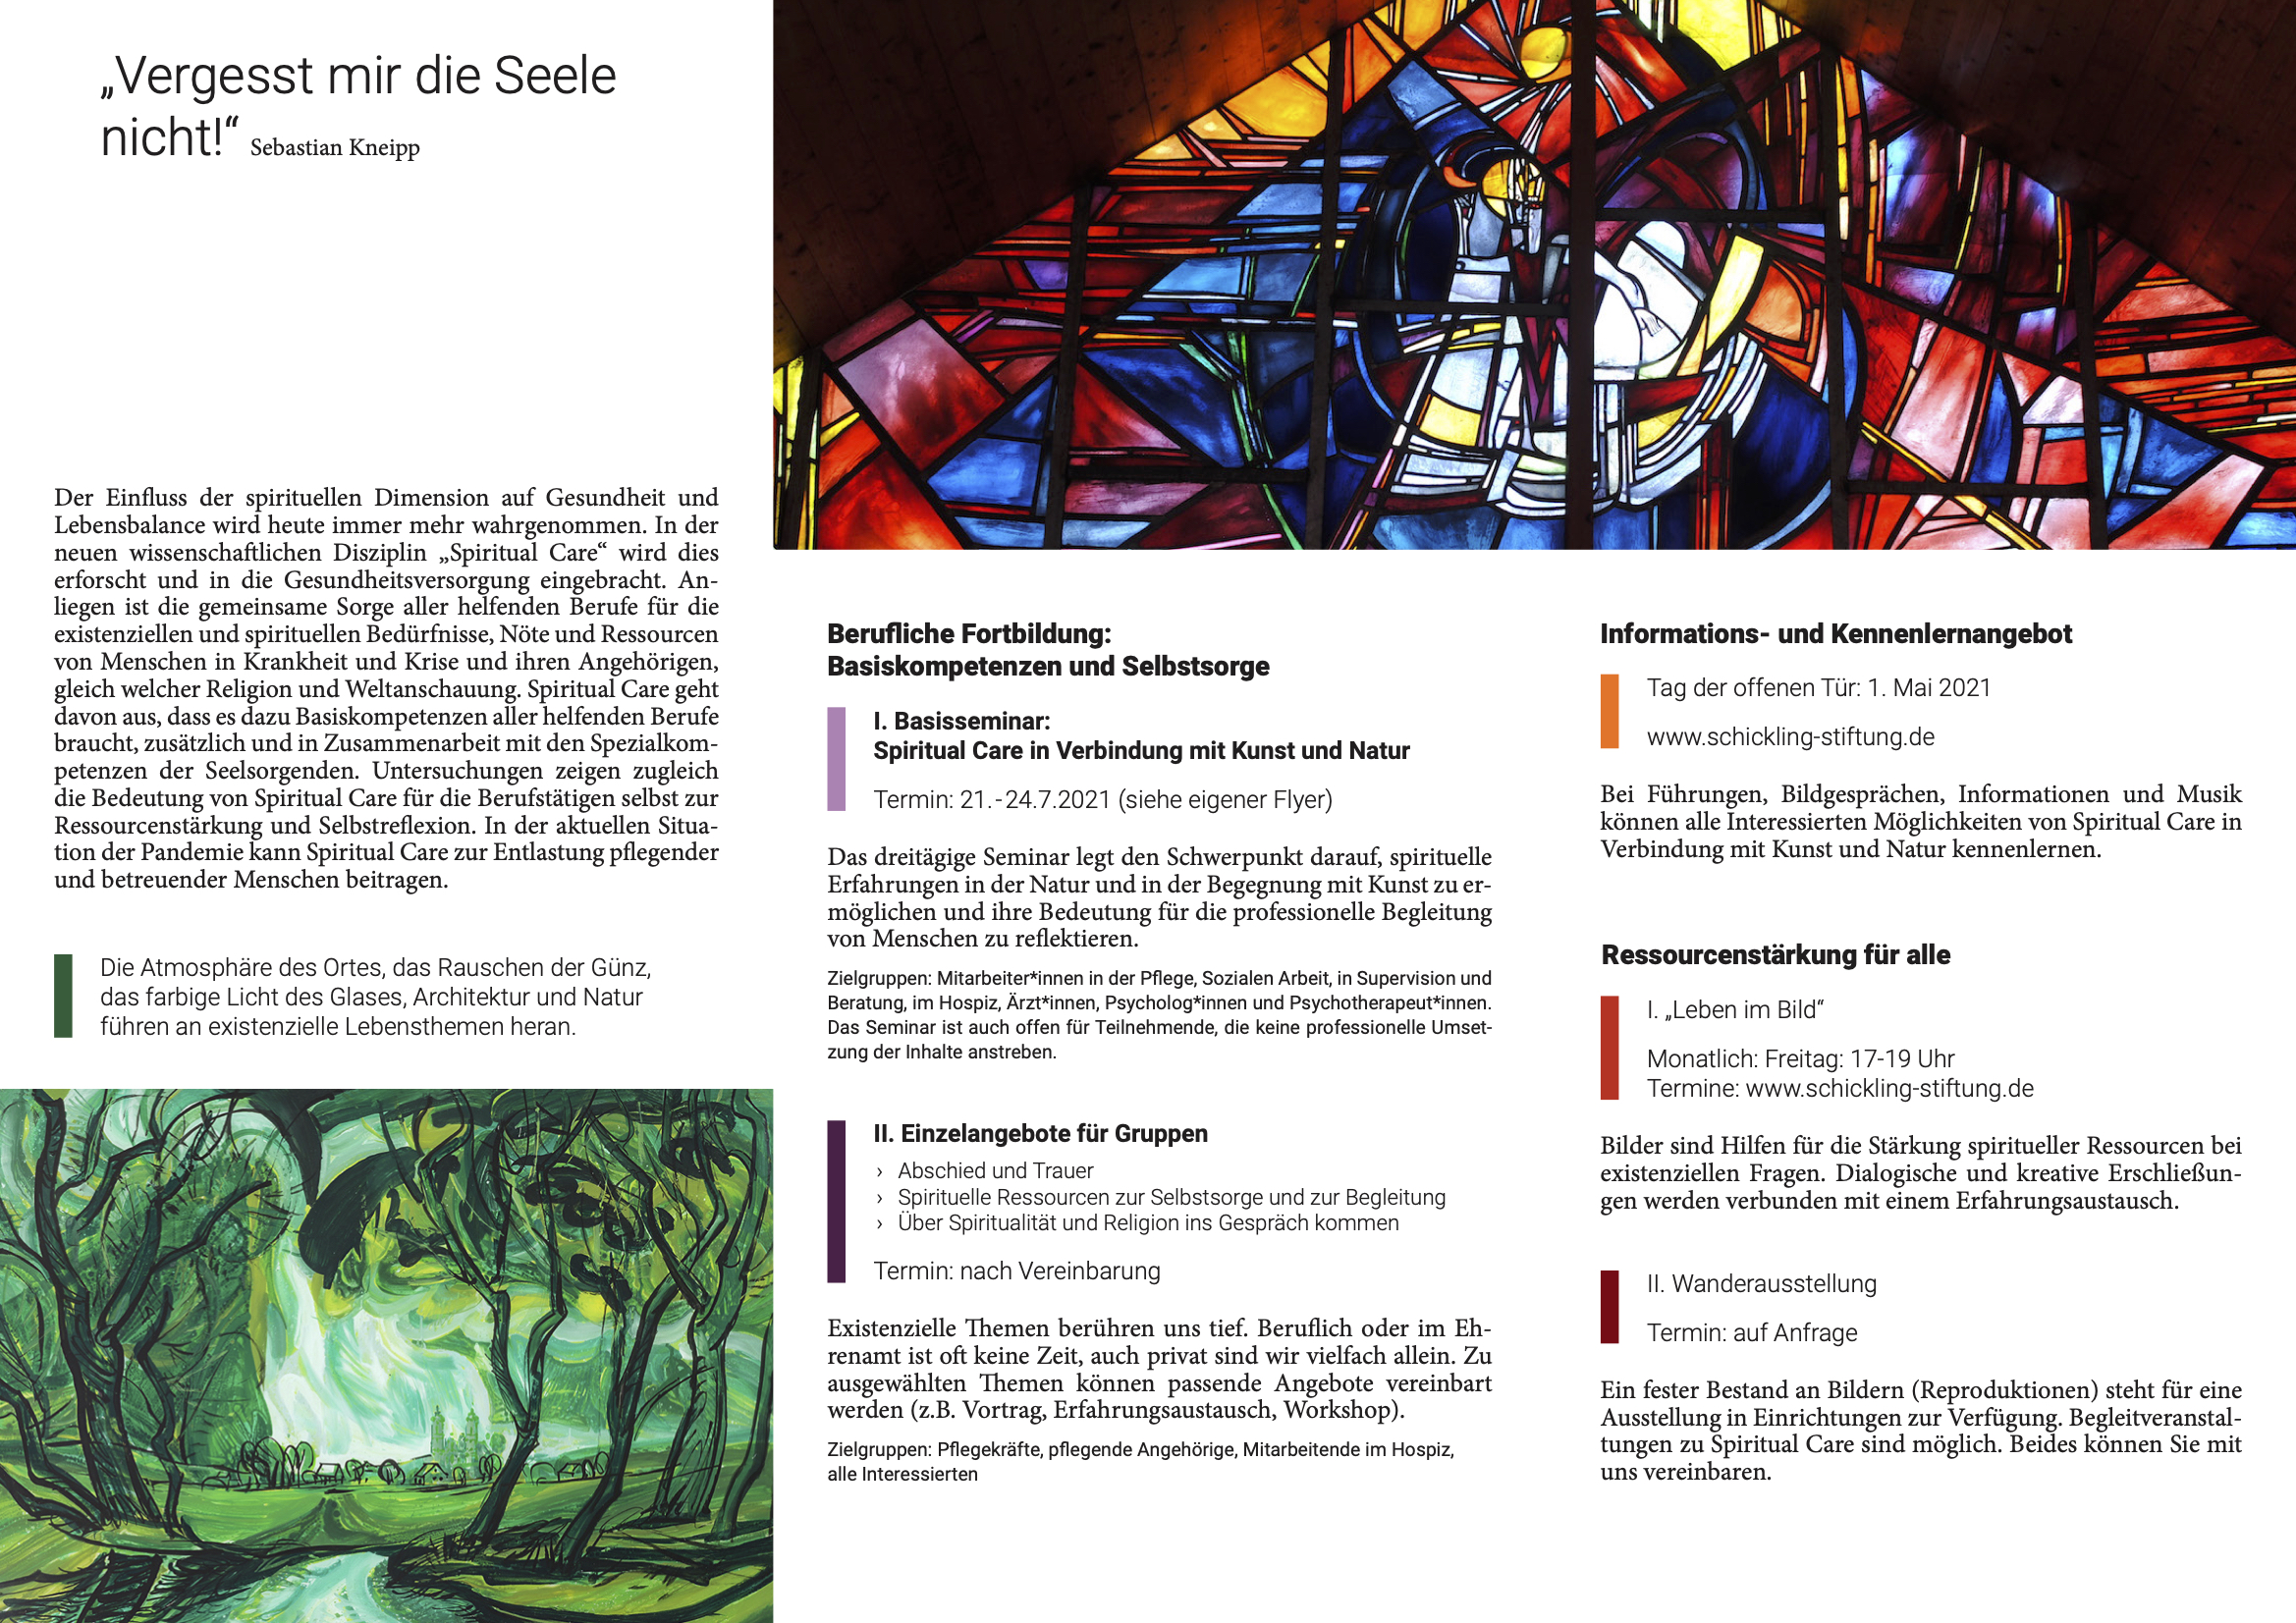 „Vergesst mir die Seele
nicht!“ Sebastian Kneipp
Der Einfluss der spirituellen Dimension auf Gesundheit und
Lebensbalance wird heute immer mehr wahrgenommen. In der
neuen wissenschaftlichen Disziplin „Spiritual Care“ wird dies
erforscht und in die Gesundheitsversorgung eingebracht. An-
liegen ist die gemeinsame Sorge aller helfenden Berufe für die
existenziellen und spirituellen Bedürfnisse, Nöte und Ressourcen
von Menschen in Krankheit und Krise und ihren Angehörigen,
gleich welcher Religion und Weltanschauung. Spiritual Care geht
davon aus, dass es dazu Basiskompetenzen aller helfenden Berufe
braucht, zusätzlich und in Zusammenarbeit mit den Spezialkom-
petenzen der Seelsorgenden. Untersuchungen zeigen zugleich
die Bedeutung von Spiritual Care für die Berufstätigen selbst zur
Ressourcenstärkung und Selbstreflexion. In der aktuellen Situa-
tion der Pandemie kann Spiritual Care zur Entlastung pflegender
und betreuender Menschen beitragen.
Die Atmosphäre des Ortes, das Rauschen der Günz,
das farbige Licht des Glases, Architektur und Natur
führen an existenzielle Lebensthemen heran.
Berufliche Fortbildung:
Basiskompetenzen und Selbstsorge
I. Basisseminar:
Spiritual Care in Verbindung mit Kunst und Natur
Termin: 21.-24.7.2021 (siehe eigener Flyer)
Das dreitägige Seminar legt den Schwerpunkt darauf, spirituelle
Erfahrungen in der Natur und in der Begegnung mit Kunst zu er-
möglichen und ihre Bedeutung für die professionelle Begleitung
von Menschen zu reflektieren.
Zielgruppen: Mitarbeiter*innen in der Pflege, Sozialen Arbeit, in Supervision und
Beratung, im Hospiz, Ärzt*innen, Psycholog*innen und Psychotherapeut*innen.
Das Seminar ist auch offen für Teilnehmende, die keine professionelle Umset-
zung der Inhalte anstreben.
II. Einzelangebote für Gruppen
› Abschied und Trauer
› Spirituelle Ressourcen zur Selbstsorge und zur Begleitung
› Über Spiritualität und Religion ins Gespräch kommen
Termin: nach Vereinbarung
Existenzielle Themen berühren uns tief. Beruflich oder im Eh-
renamt ist oft keine Zeit, auch privat sind wir vielfach allein. Zu
ausgewählten Themen können passende Angebote vereinbart
werden (z.B. Vortrag, Erfahrungsaustausch, Workshop).
Zielgruppen: Pflegekräfte, pflegende Angehörige, Mitarbeitende im Hospiz,
alle Interessierten
Informations- und Kennenlernangebot
Tag der offenen Tür: 1. Mai 2021
www.schickling-stiftung.de
Bei Führungen, Bildgesprächen, Informationen und Musik
können alle Interessierten Möglichkeiten von Spiritual Care in
Verbindung mit Kunst und Natur kennenlernen.
Ressourcenstärkung für alle
I. „Leben im Bild“
Monatlich: Freitag: 17-19 Uhr
Termine: www.schickling-stiftung.de
Bilder sind Hilfen für die Stärkung spiritueller Ressourcen bei
existenziellen Fragen. Dialogische und kreative Erschließun-
gen werden verbunden mit einem Erfahrungsaustausch.
II. Wanderausstellung
Termin: auf Anfrage
Ein fester Bestand an Bildern (Reproduktionen) steht für eine
Ausstellung in Einrichtungen zur Verfügung. Begleitveranstal-
tungen zu Spiritual Care sind möglich. Beides können Sie mit
uns vereinbaren.